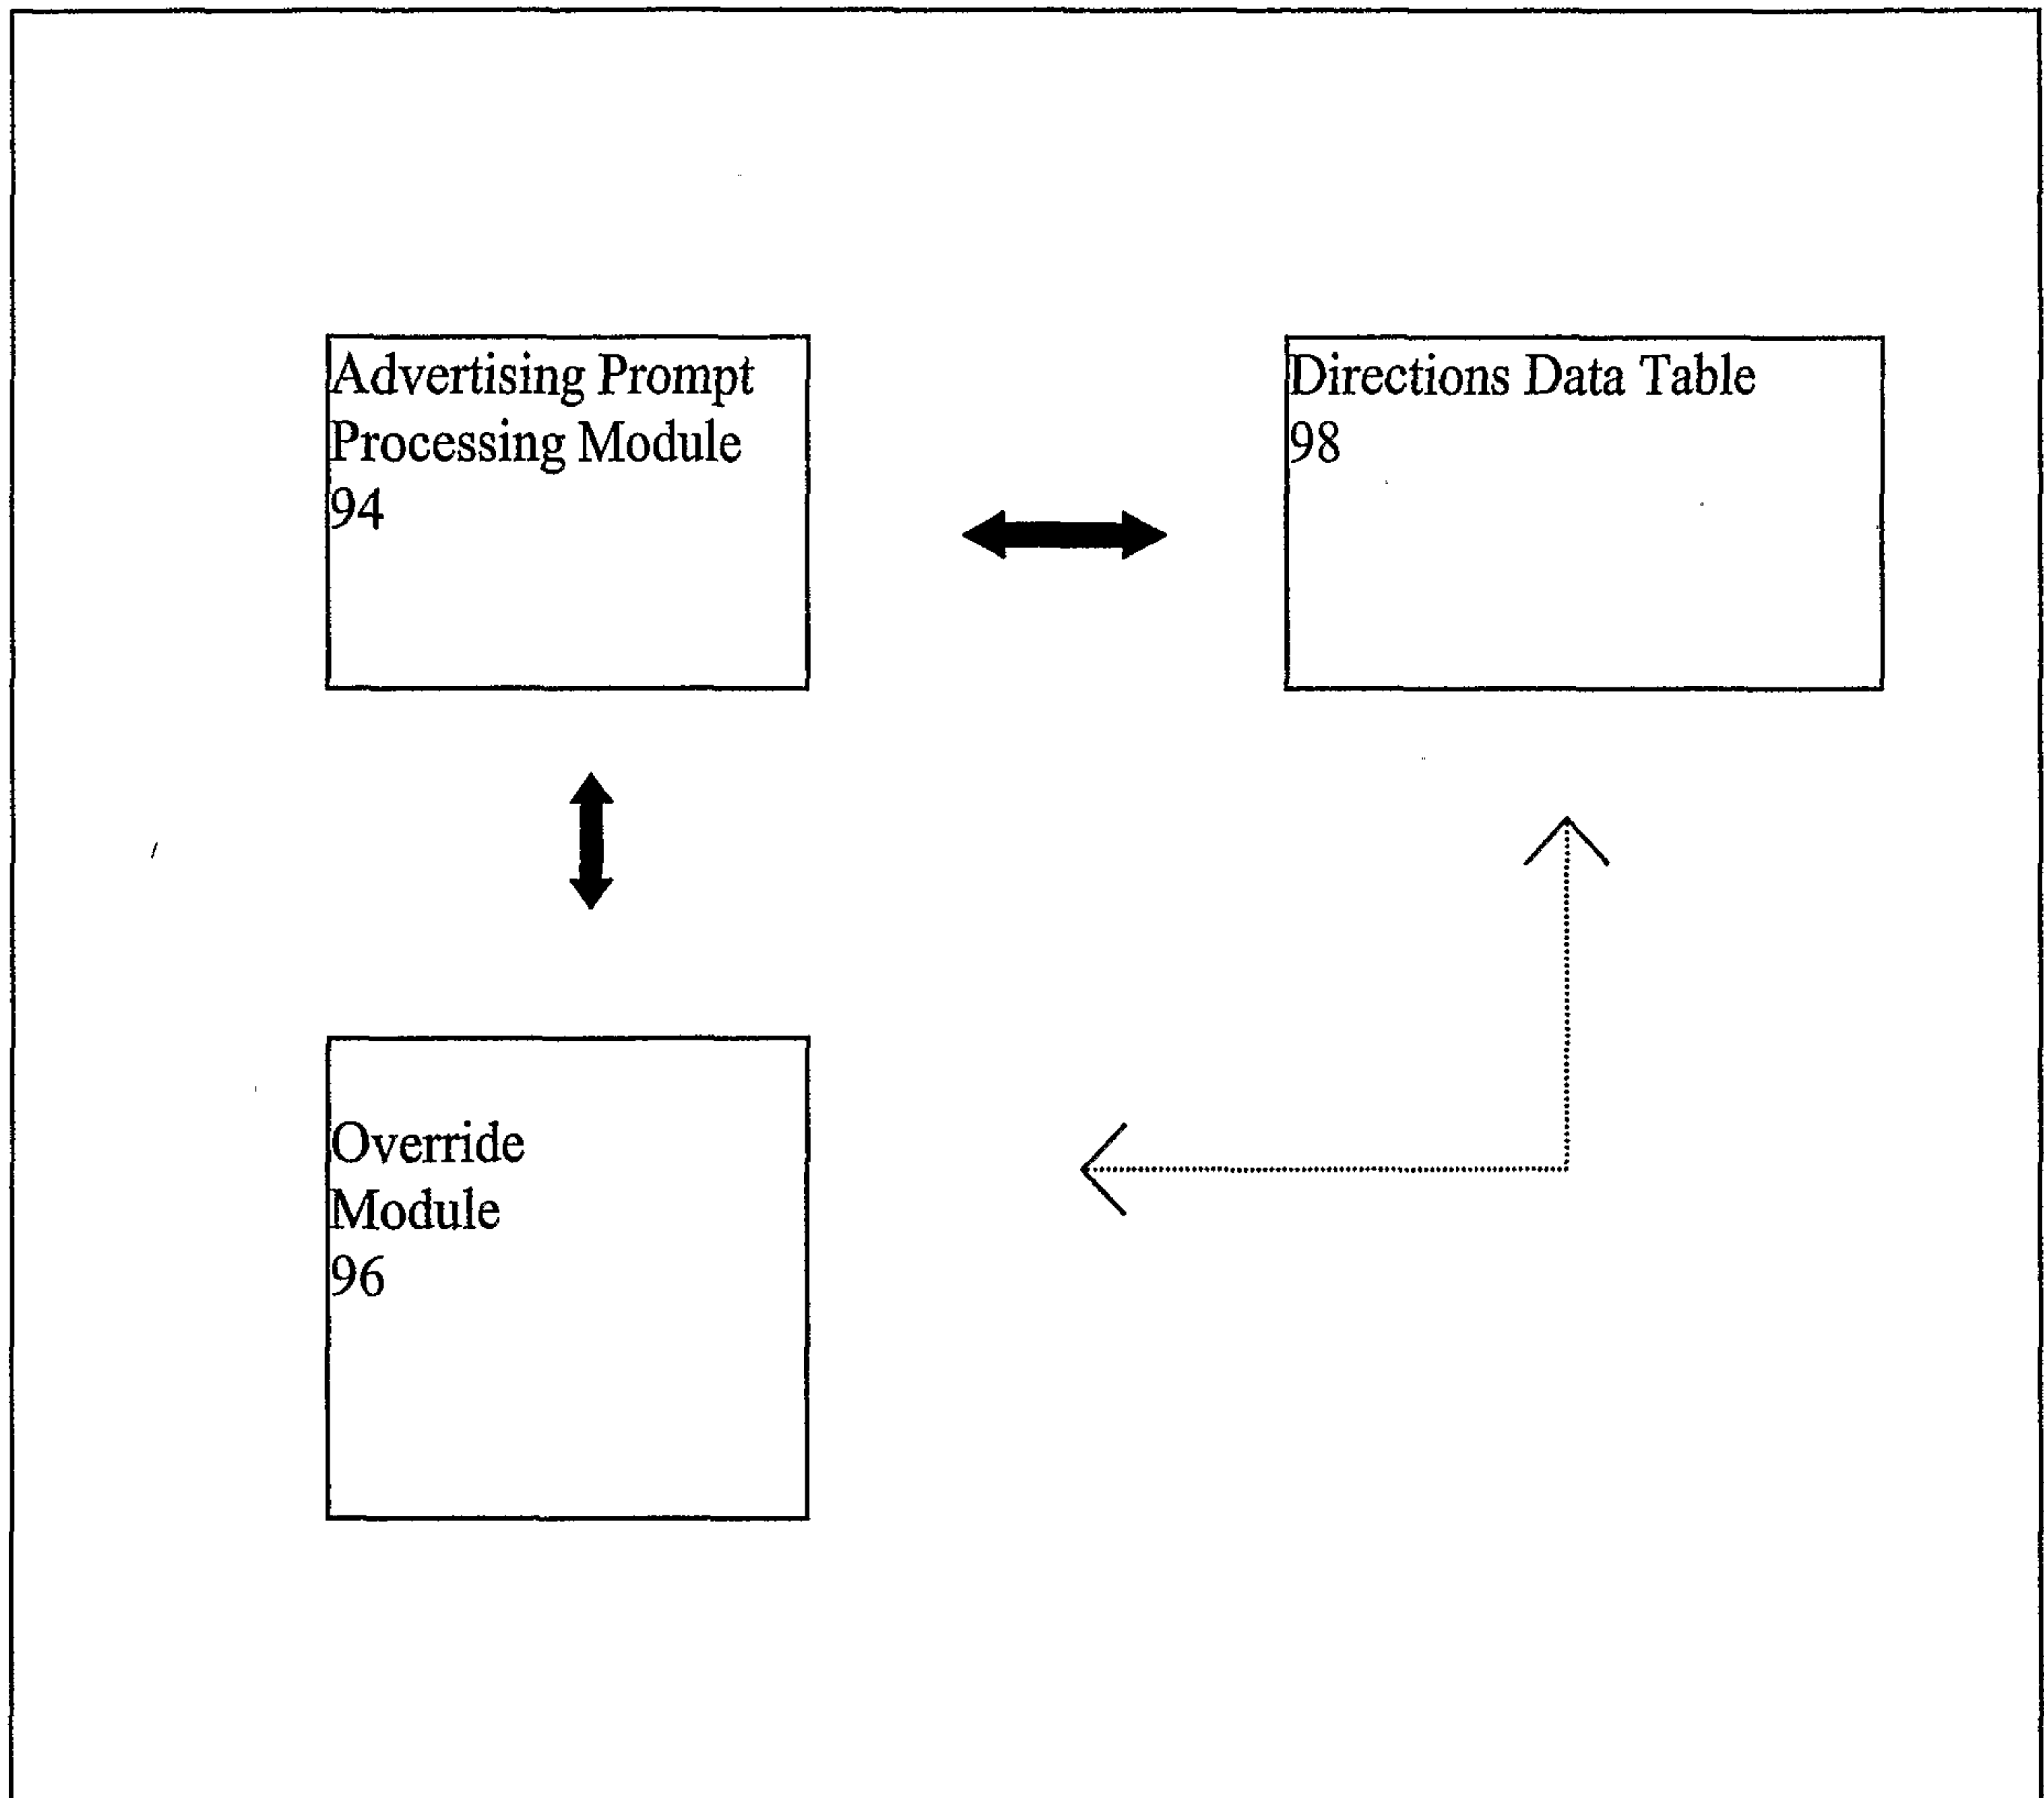 Advertising Prompt
Processing Module
94
Directions Data Table
98
Override
Module
96